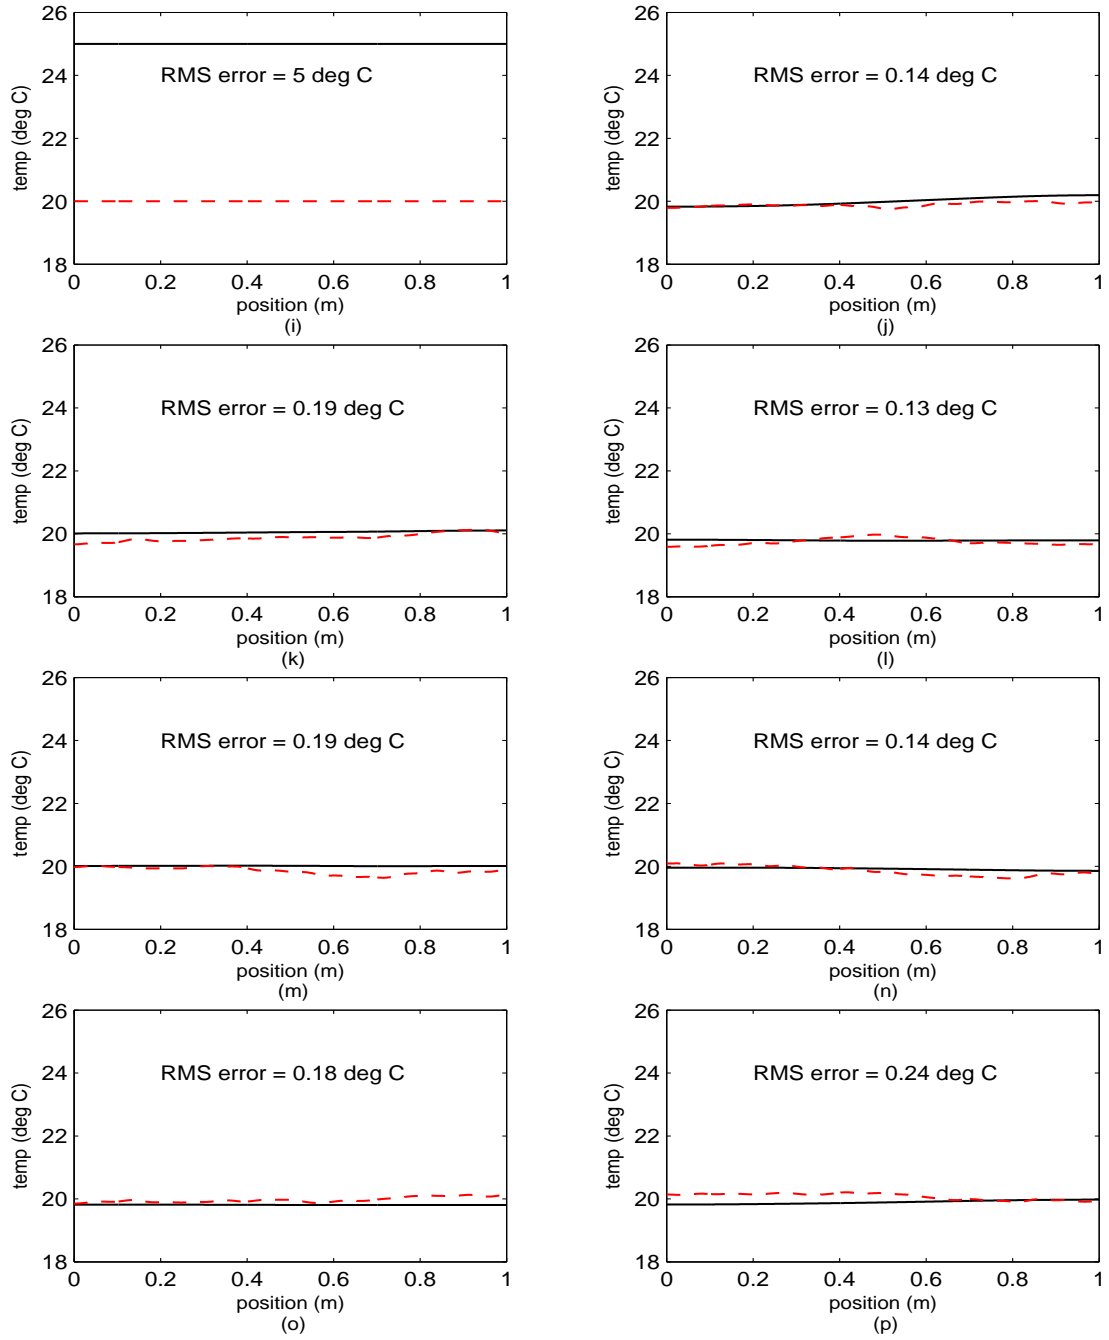 26
24
22
20
18
temp (deg C)
RMS error = 5 deg C
0 0.2 0.4 0.6 0.8 1
position (m)
(i)
26
24
22
20
18
temp (deg C)
RMS error = 0.14 deg C
0 0.2 0.4 0.6 0.8 1
position (m)
(j)
26
24
22
20
18
temp (deg C)
RMS error = 0.19 deg C
0 0.2 0.4 0.6 0.8 1
position (m)
(k)
26
24
22
20
18
temp (deg C)
RMS error = 0.13 deg C
0 0.2 0.4 0.6 0.8 1
position (m)
(l)
26
24
22
20
18
temp (deg C)
RMS error = 0.19 deg C
0 0.2 0.4 0.6 0.8 1
position (m)
(m)
26
24
22
20
18
temp (deg C)
RMS error = 0.14 deg C
0 0.2 0.4 0.6 0.8 1
position (m)
(n)
26
24
22
20
18
temp (deg C)
RMS error = 0.18 deg C
0 0.2 0.4 0.6 0.8 1
position (m)
(o)
26
24
22
20
18
temp (deg C)
RMS error = 0.24 deg C
0 0.2 0.4 0.6 0.8 1
position (m)
(p)